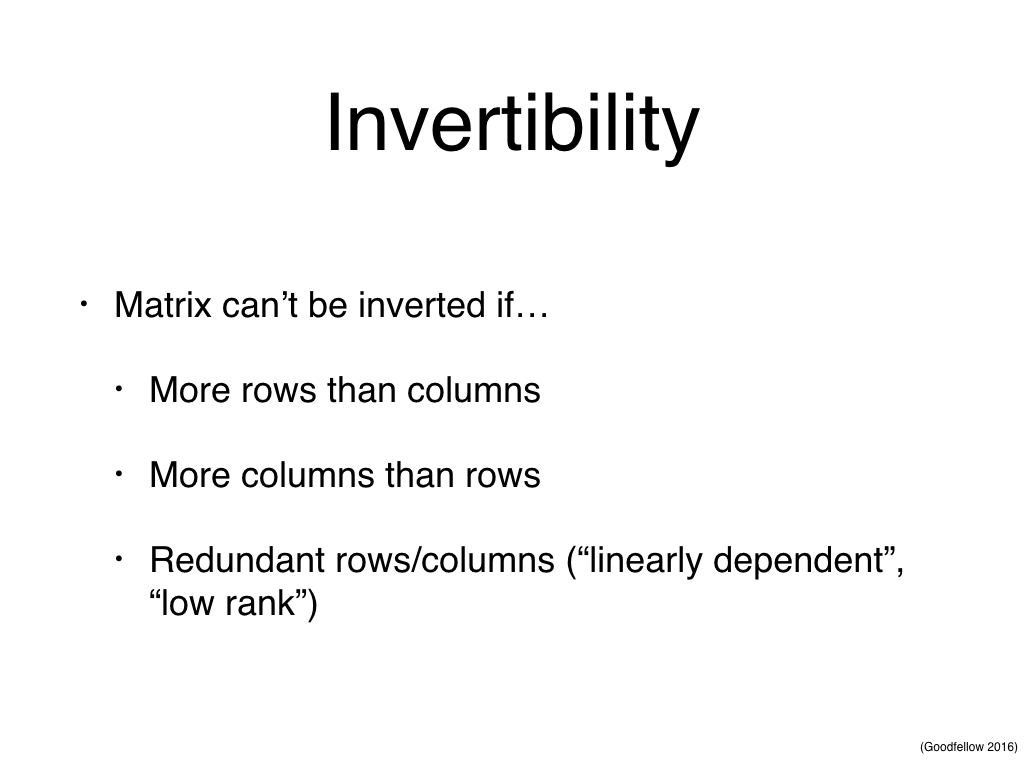 Invertibility
• Matrix can’t be inverted if…
• More rows than columns
• More columns than rows
• Redundant rows/columns (“linearly dependent”,
“low rank”)
(Goodfellow 2016)